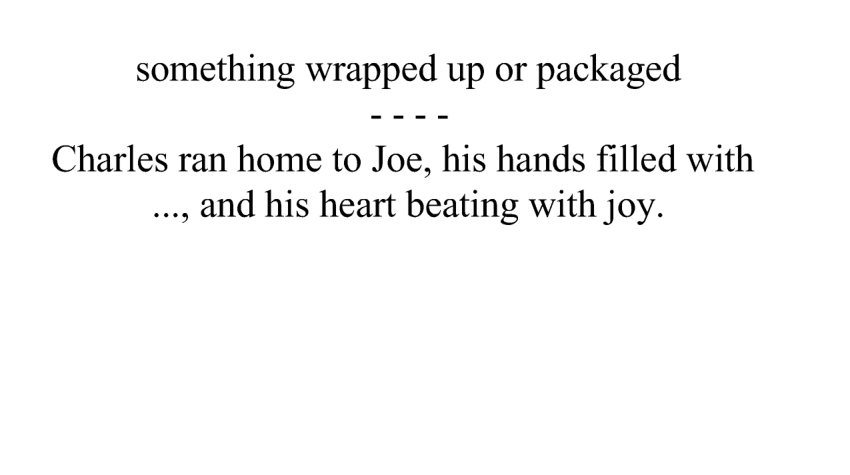 something wrapped up or packaged
- - - -
Charles ran home to Joe, his hands filled with
..., and his heart beating with joy.